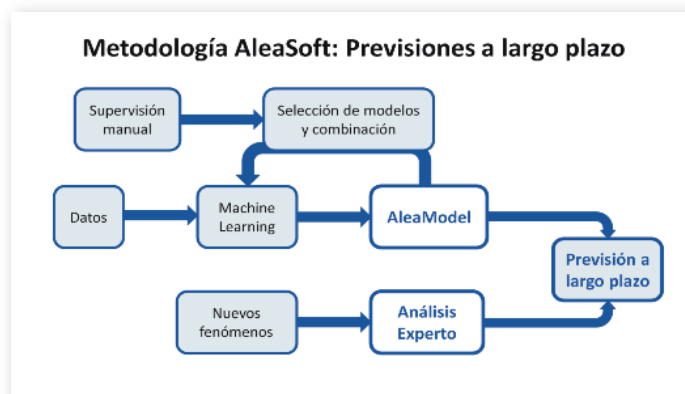 Metodología AleaSoft: Previsiones a largo plazo
Supervisión
manual
Selección de modelos
y combinación
Datos
Machine
Learning
AleaModel
Previsión a
largo plazo
Nuevos
fenómenos
Análisis
Experto